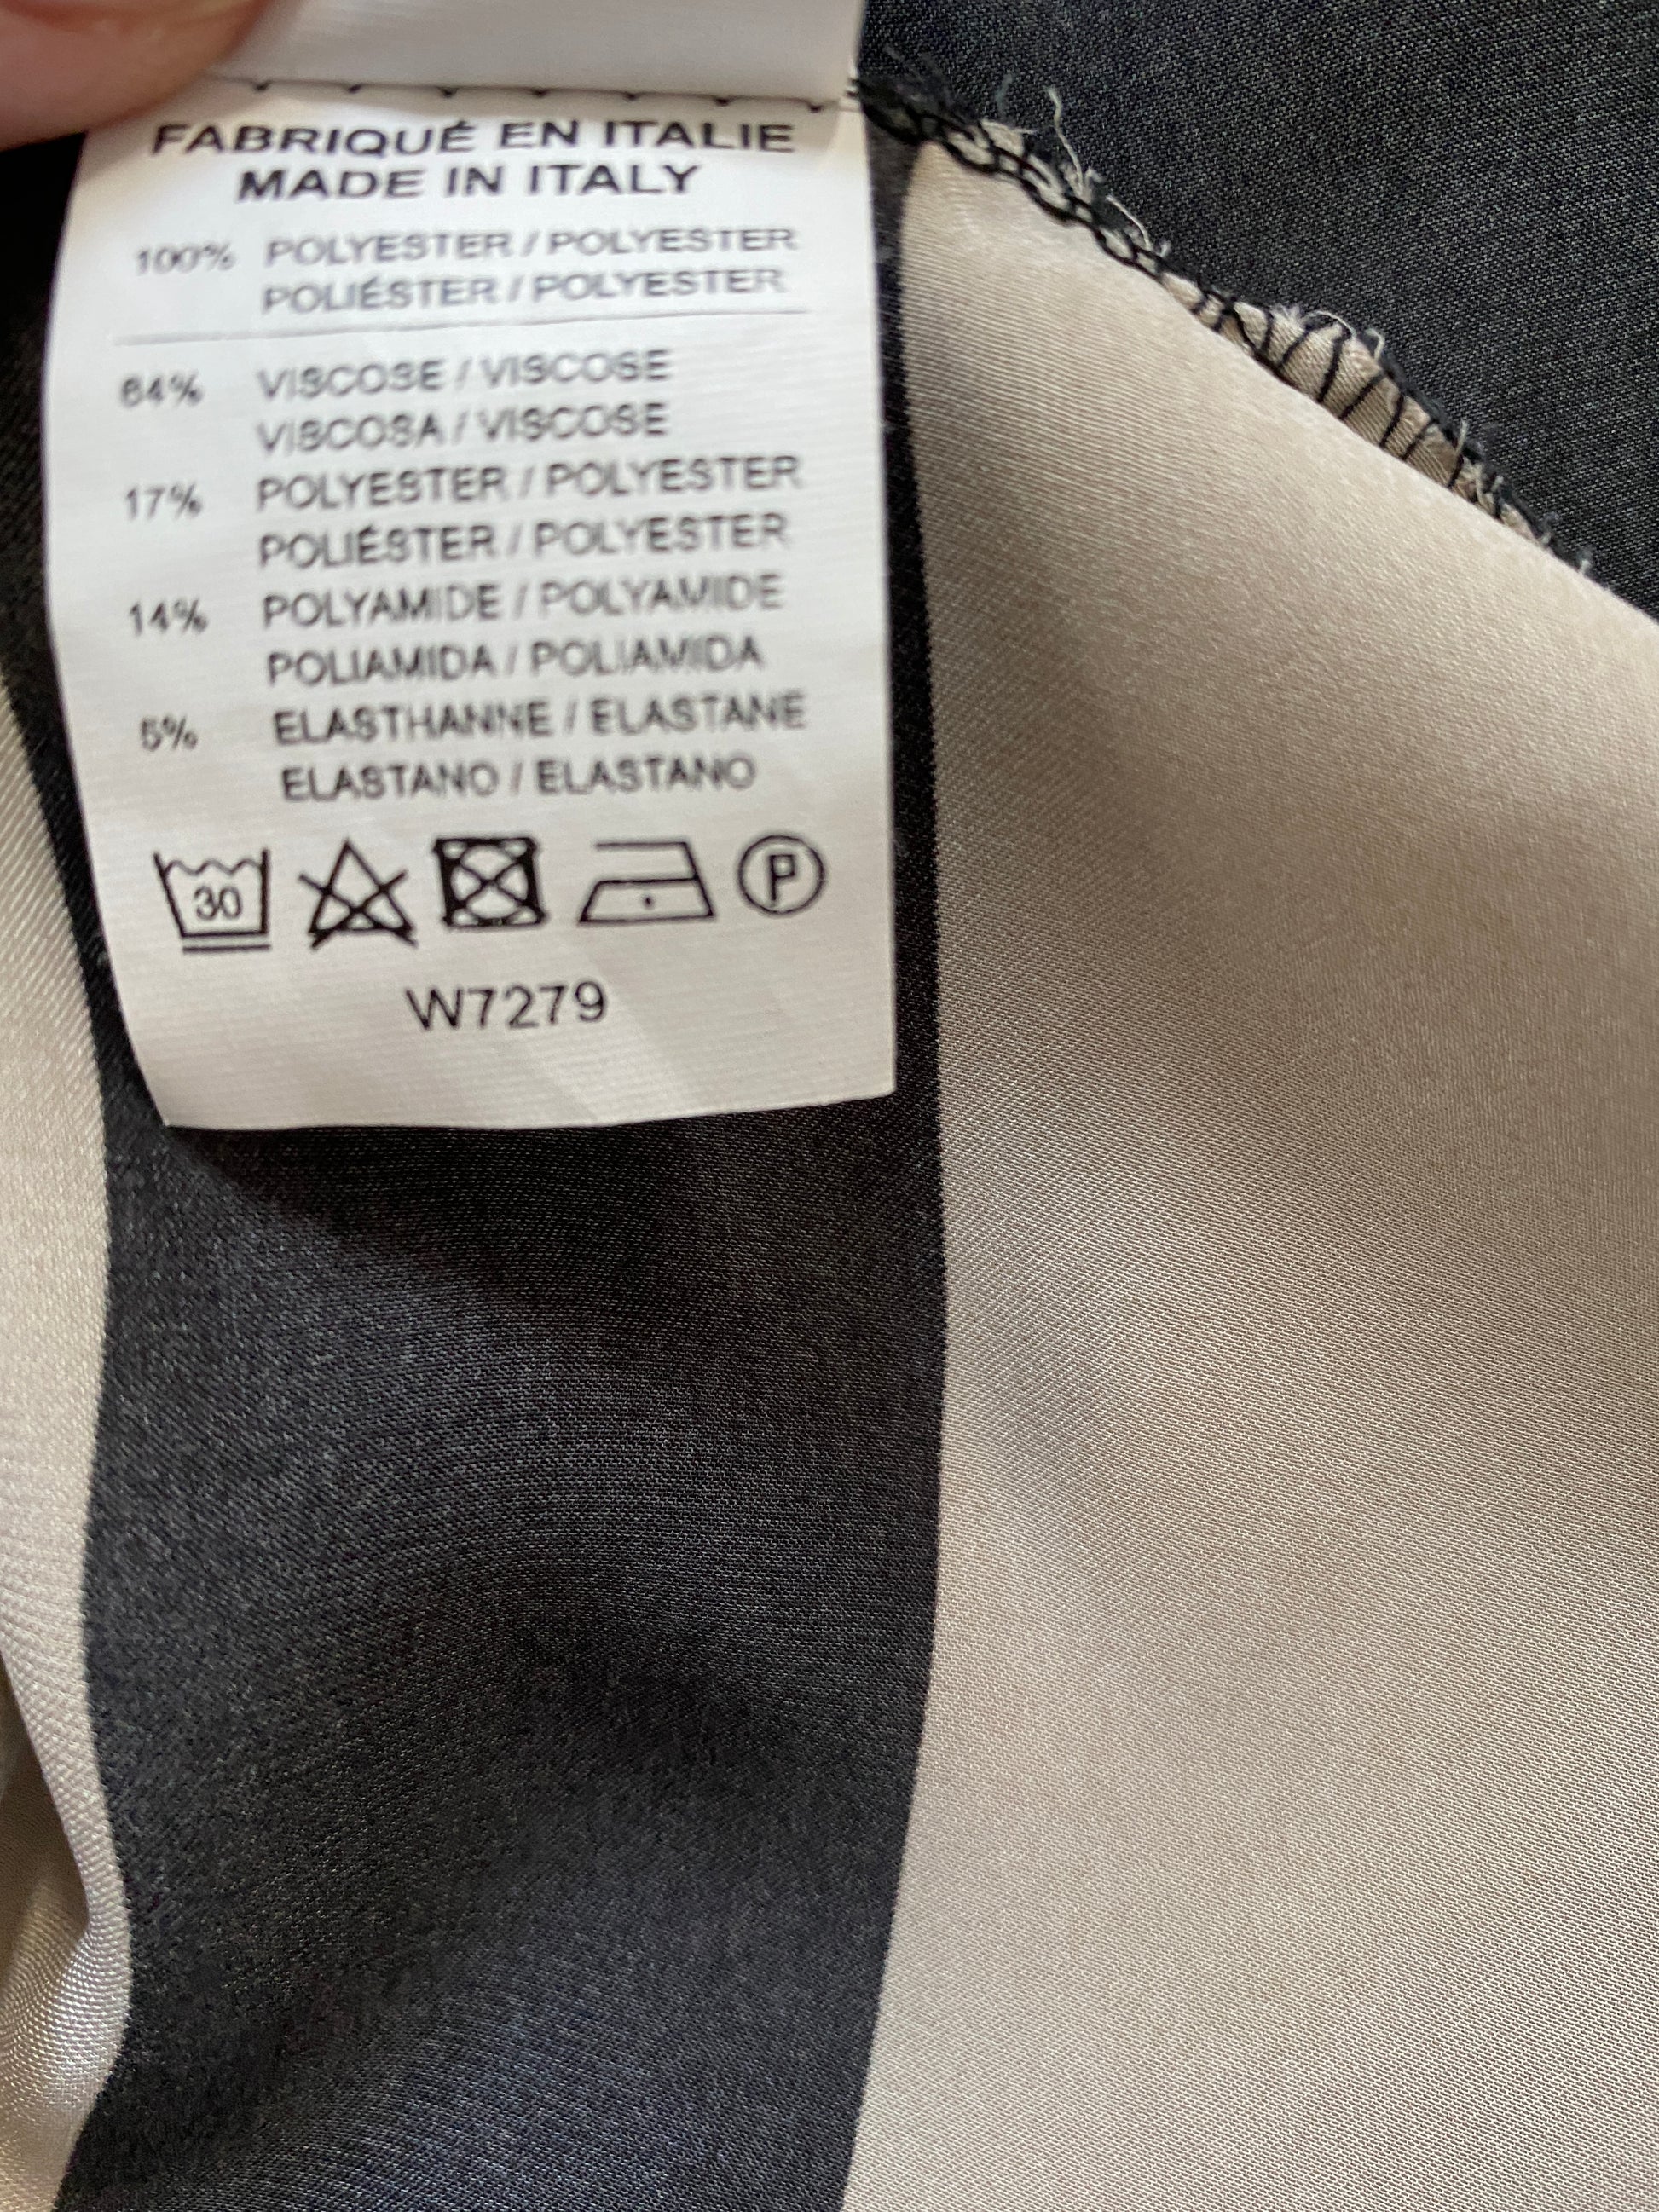 FABRIQUÉ EN ITALIE
MADE IN ITALY
100% POLYESTER / POLYESTER
POLIÉSTER / POLYESTER
64% VISCOSE / VISCOSE
VISCOSA / VISCOSE
17% POLYESTER / POLYESTER
POLIÉSTER / POLYESTER
14% POLYAMIDE / POLYAMIDE
POLIAMIDA / POLIAMIDA
5% ELASTHANNE / ELASTANE
ELASTANO / ELASTANO
30 P
W7279